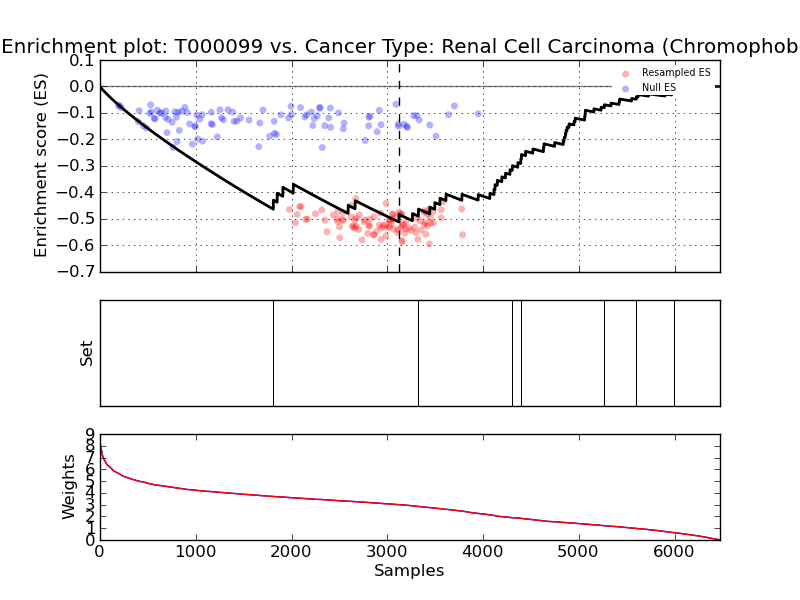 Enrichment plot: T000099 vs. Cancer Type: Renal Cell Carcinoma (Chromophob
0.1
0.0
−0.1
−0.2
−0.3
−0.4
−0.5
−0.6
−0.7
Enrichment score (ES)
Resampled ES
Null ES
Set
9
8
7
6
5
4
3
2
1
0
Weights
0 1000 2000 3000 4000 5000 6000
Samples